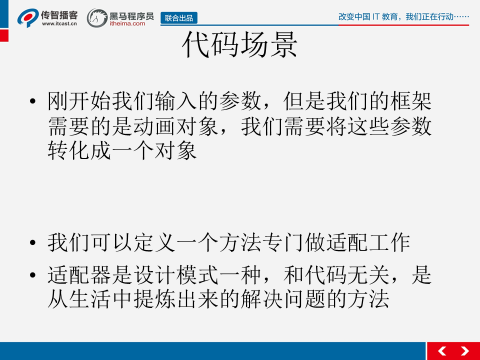 传智播客
www.itcast.cn
黑马程序员
itheima.com
联合出品
改变中国 IT 教育，我们正在行动……
代码场景
• 刚开始我们输入的参数，但是我们的框架
需要的是动画对象，我们需要将这些参数
转化成一个对象
• 我们可以定义一个方法专门做适配工作
• 适配器是设计模式一种，和代码无关，是
从生活中提炼出来的解决问题的方法